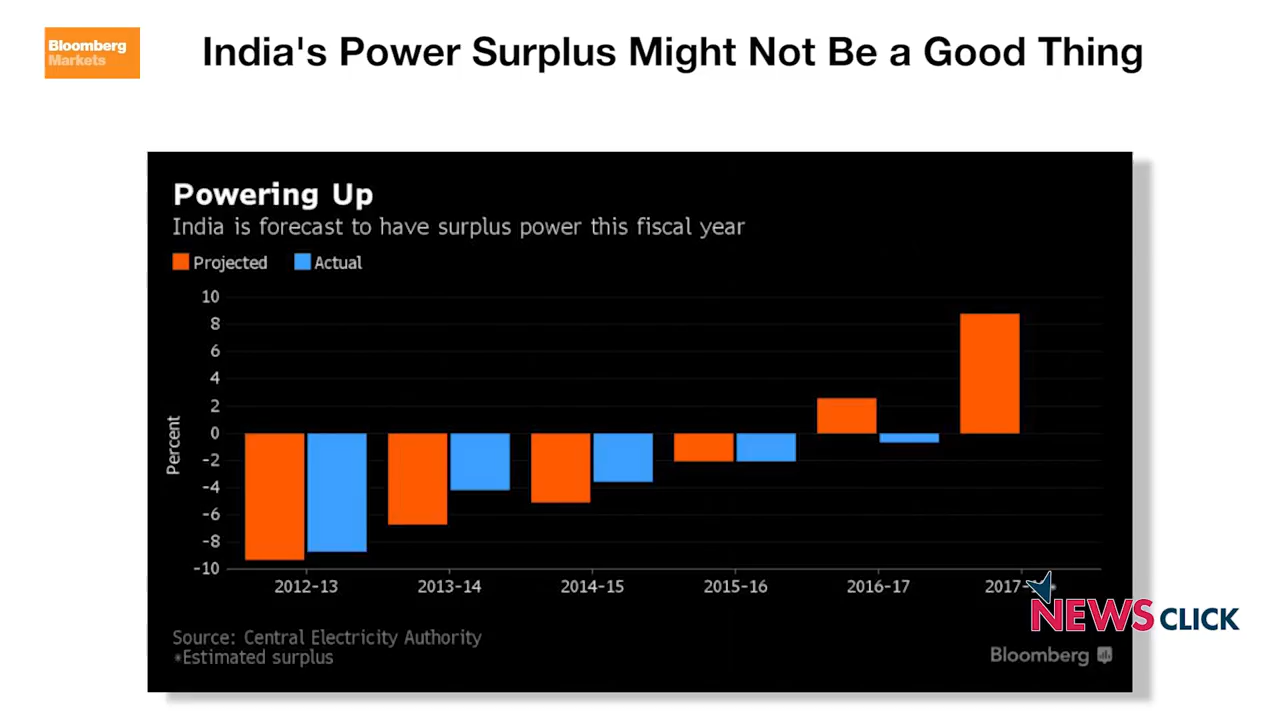 Bloomberg
Markets
India's Power Surplus Might Not Be a Good Thing
Powering Up
India is forecast to have surplus power this fiscal year
Projected
Actual
10
8
6
4
2
0
-2
-4
-6
-8
-10
Percent
2012-13
2013-14
2014-15
2015-16
2016-17
NEWSCLICK
Source: Central Electricity Authority
*Estimated surplus
Bloomberg